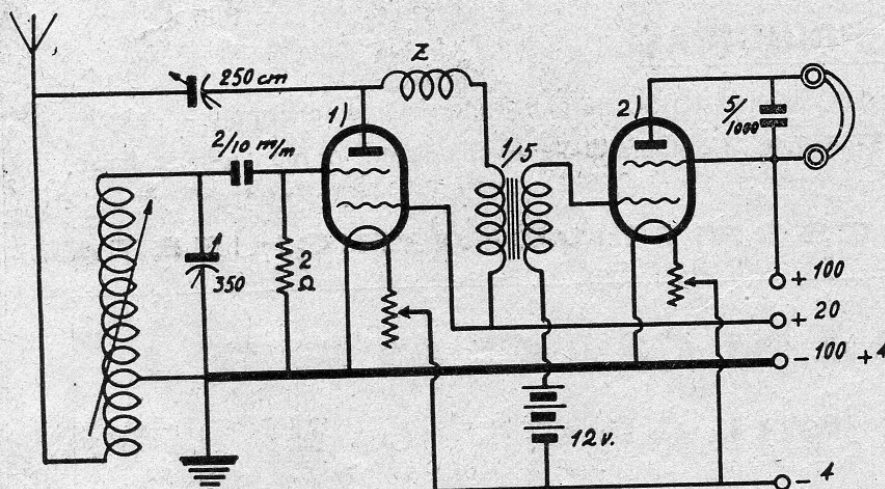 250 cm
Z
1)
2)
5/1000
2/10 m/m
1/5
350
2 Ω
+ 100
+ 20
- 100 + 4
12 v.
- 4